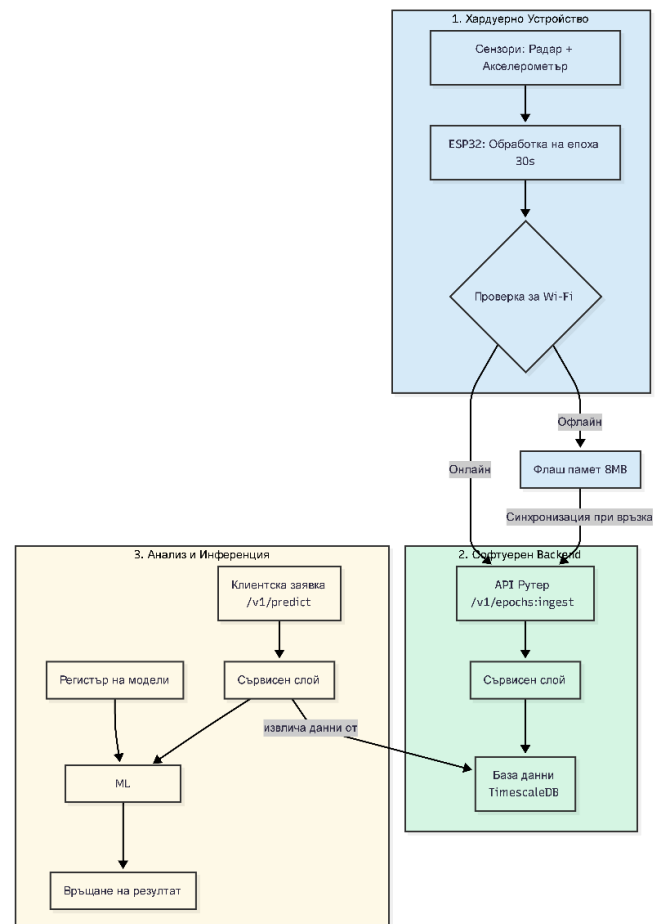 1. Хардуерно Устройство
Сензори: Радар +
Акселерометър
ESP32: Обработка на епоха
30s
Проверка за Wi-Fi
Офлайн
Онлайн
Флаш памет 8MB
Синхронизация при връзка
3. Анализ и Инференция
2. Софтуерен Backend
Клиентска заявка
/v1/predict
API Рутер
/v1/epochs:ingest
Регистър на модели
Сървисен слой
Сървисен слой
извлича данни от
ML
База данни
TimescaleDB
Връщане на резултат